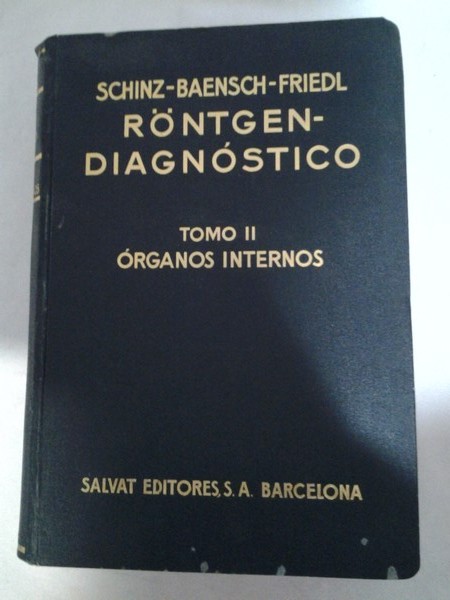 SCHINZ-BAENSCH-FRIEDL
RÖNTGEN-
DIAGNÓSTICO
TOMO II
ÓRGANOS INTERNOS
SALVAT EDITORES, S. A. BARCELONA